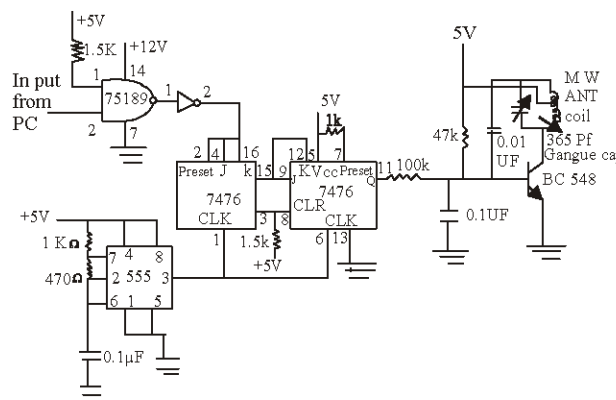 +5V
1.5K
+12V
In put
from
PC
1
14
75189
2
7
1
2
2
4
16
Preset
J
k
7476
CLK
1
15
3
9
8
1.5k
+5V
5V
1k
12
5
7
J
K
Vcc
Preset
7476
Q
CLR
CLK
6
13
11
100k
5V
47k
0.01
UF
0.1UF
M W
ANT
coil
365 Pf
Gangue ca
BC 548
+5V
1 KΩ
470Ω
7
4
8
2
555
3
6
1
5
0.1µF